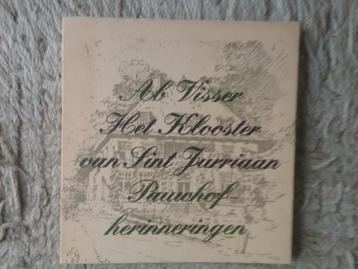 Ab Visser
Het Klooster
van Sint Jurriaan
Pauwhof-
herinneringen